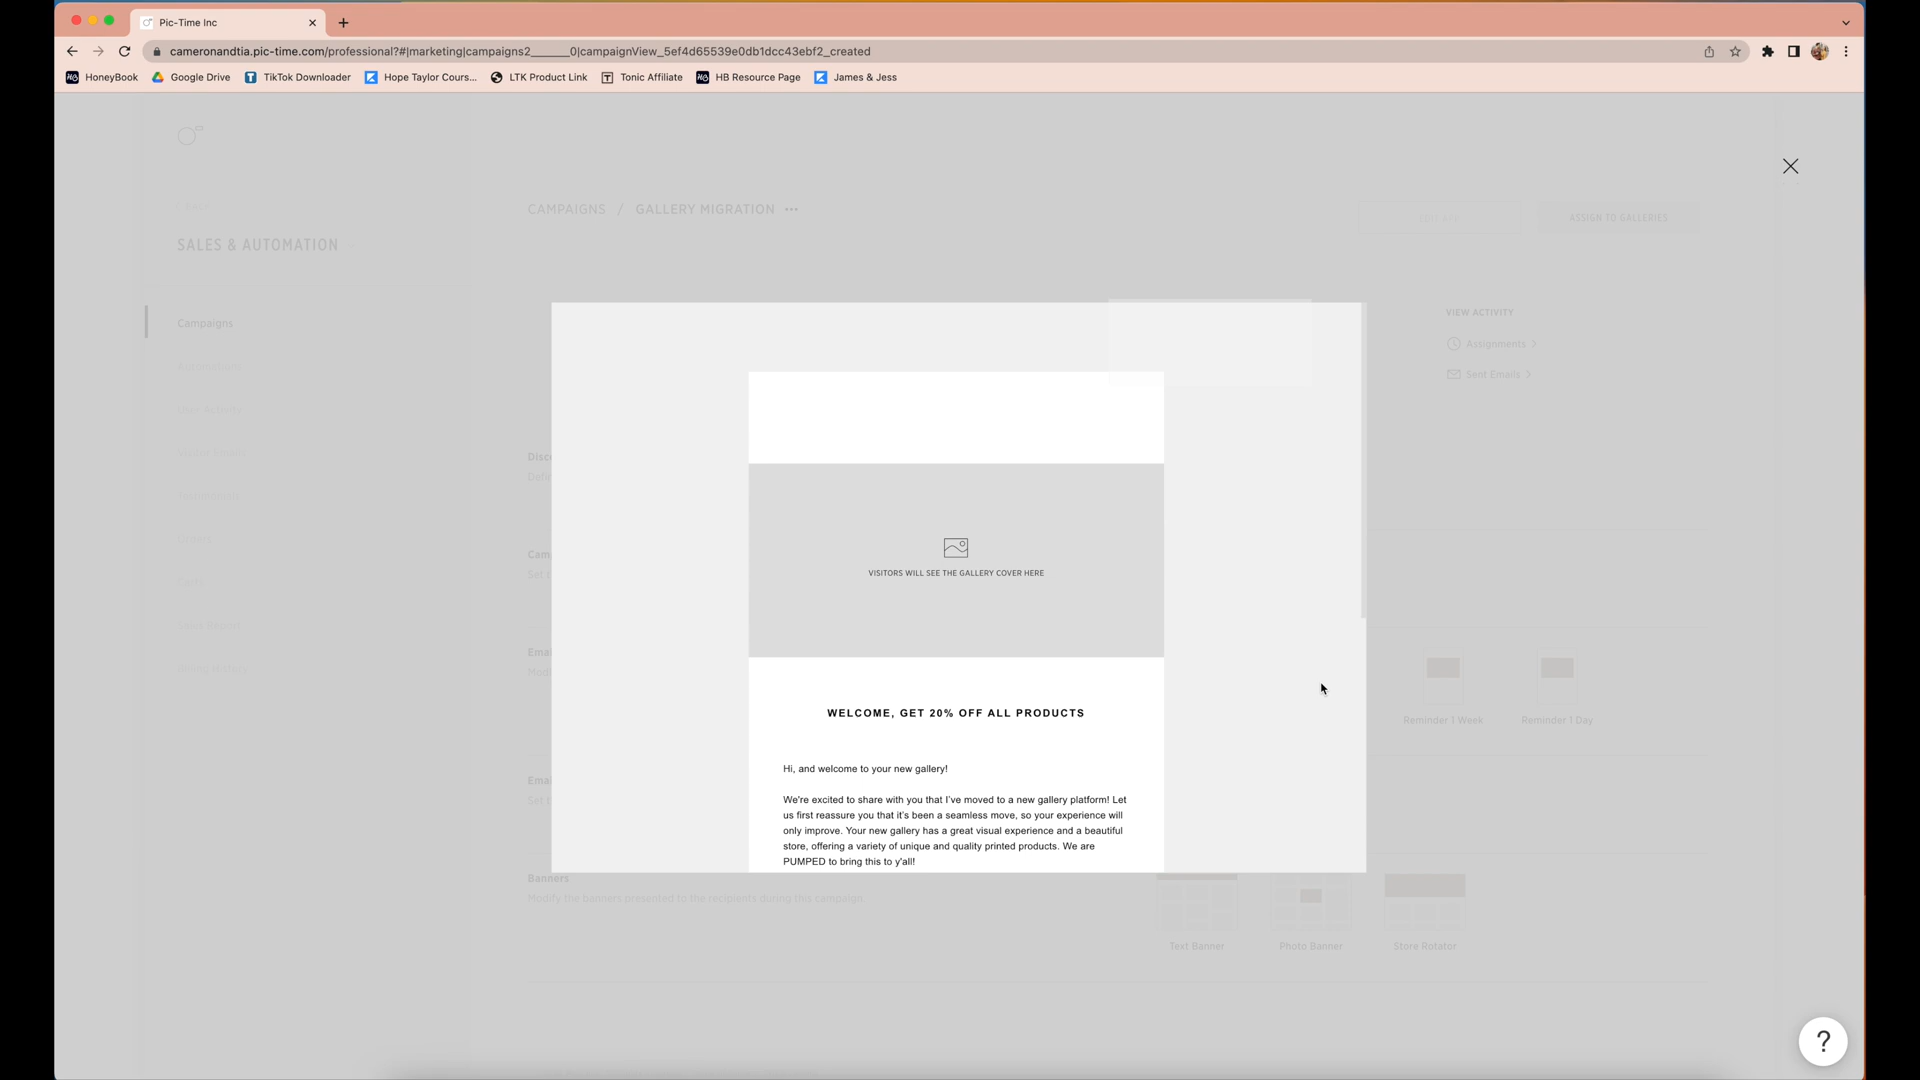 Pic-Time Inc
cameronandtia.pic-time.com/professional?#|marketing|campaigns2______0|campaignView_5ef4d65539e0db1dcc43ebf2_created
HoneyBook
Google Drive
TikTok Downloader
Hope Taylor Cours...
LTK Product Link
Tonic Affiliate
HB Resource Page
James & Jess
CAMPAIGNS / GALLERY MIGRATION •••
ASSIGN TO GALLERIES
SALES & AUTOMATION
Campaigns
VIEW ACTIVITY
Assignments >
Sent Emails >
VISITORS WILL SEE THE GALLERY COVER HERE
WELCOME, GET 20% OFF ALL PRODUCTS
Hi, and welcome to your new gallery!
We're excited to share with you that I've moved to a new gallery platform! Let
us first reassure you that it's been a seamless move, so your experience will
only improve. Your new gallery has a great visual experience and a beautiful
store, offering a variety of unique and quality printed products. We are
PUMPED to bring this to y'all!
Reminder 1 Week
Reminder 1 Day
Banners
Modify the banners presented to the recipients during this campaign
Text Banner
Photo Banner
Store Rotator
?